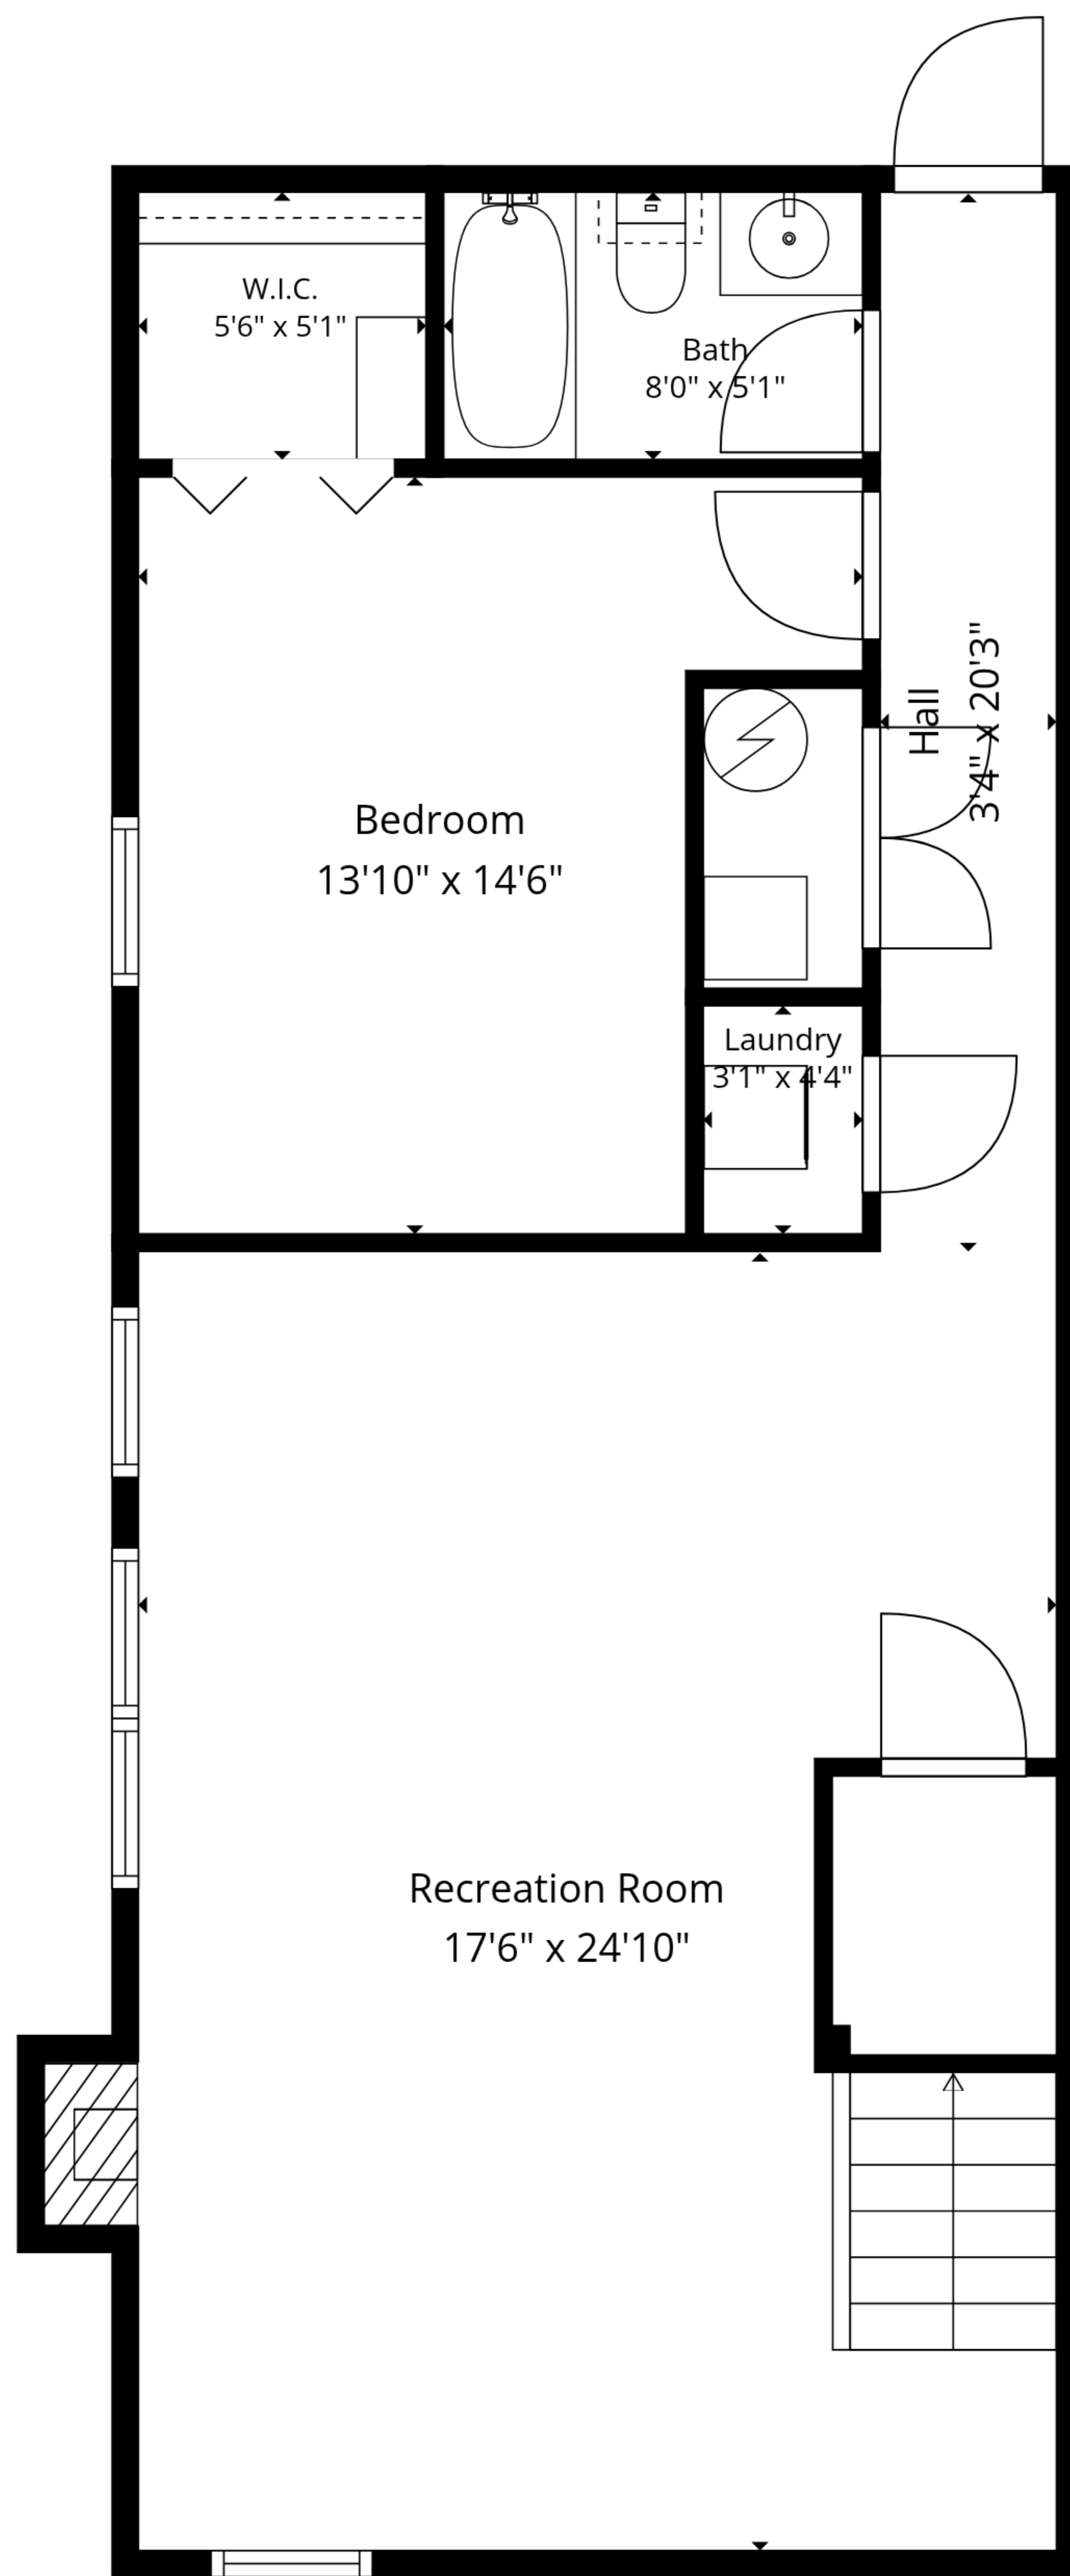 W.I.C.
5'6" x 5'1"
Bath
8'0" x 5'1"
Hall
3'4" x 20'3"
Bedroom
13'10" x 14'6"
Laundry
3'1" x 4'4"
Recreation Room
17'6" x 24'10"